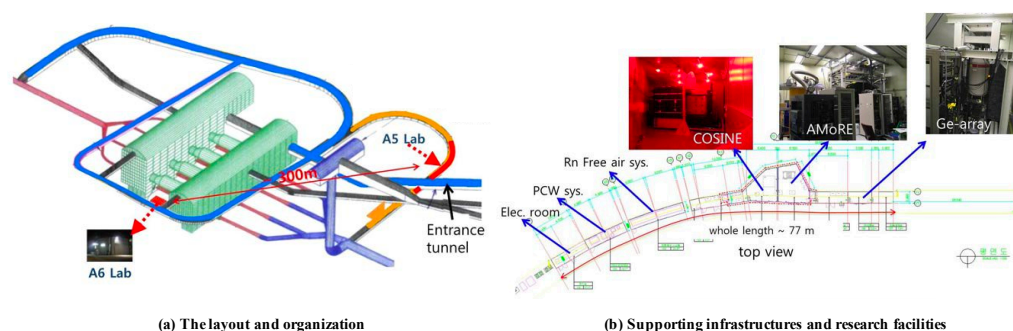 A5 Lab
300m
Entrance
tunnel
A6 Lab
(a) The layout and organization
COSINE
AMoRE
Ge-array
Rn Free air sys.
PCW sys.
Elec. room
whole length ~ 77 m
top view
(b) Supporting infrastructures and research facilities